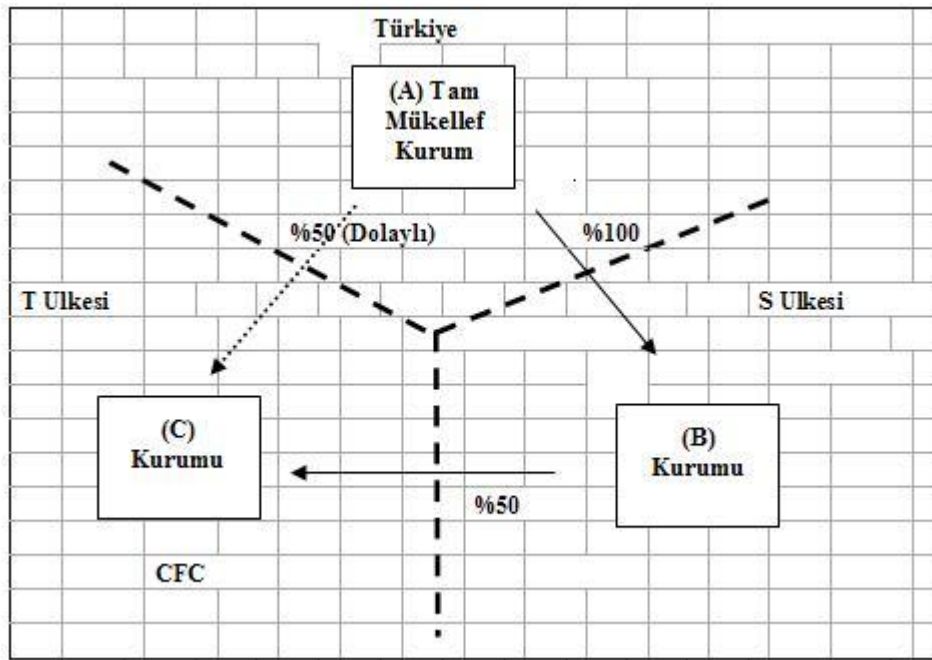 Türkiye
(A) Tam
Mükellef
Kurum
%50 (Dolaylı)
%100
T Ulkesi
S Ulkesi
(C)
Kurumu
(B)
Kurumu
%50
CFC